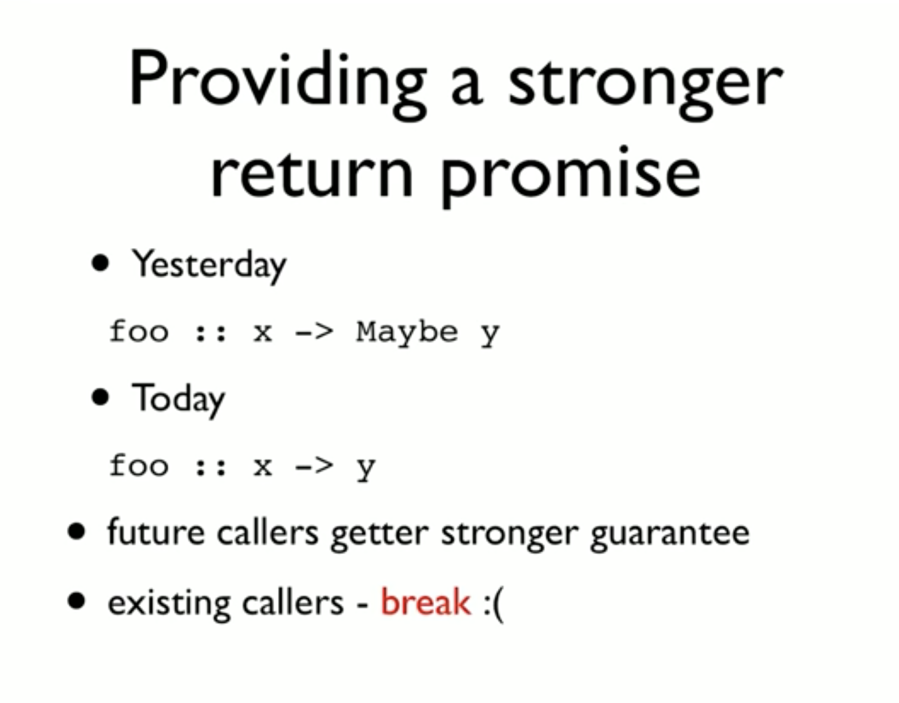 Providing a stronger
return promise
• Yesterday
foo :: x -> Maybe y
• Today
foo :: x -> y
• future callers getter stronger guarantee
• existing callers - break :(